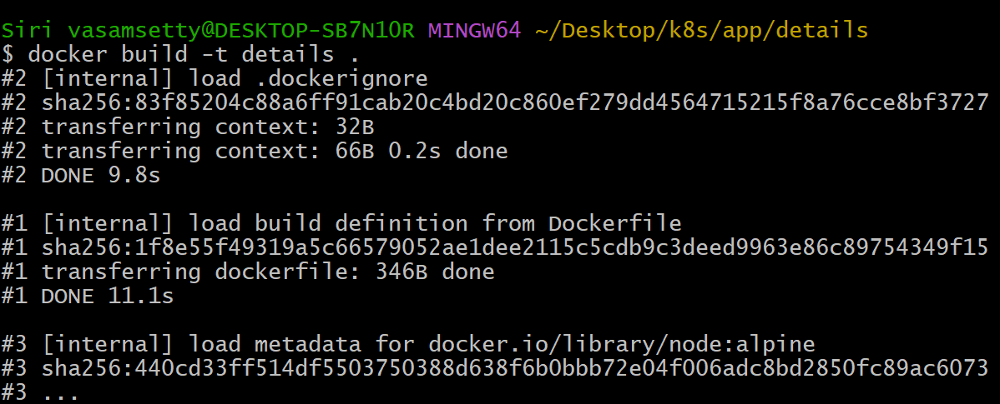 Siri vasamsetty@DESKTOP-SB7N1OR MINGW64 ~/Desktop/k8s/app/details
$ docker build -t details .
#2 [internal] load .dockerignore
#2 sha256:83f85204c88a6ff91cab20c4bd20c860ef279dd4564715215f8a76cce8bf3727
#2 transferring context: 32B
#2 transferring context: 66B 0.2s done
#2 DONE 9.8s
#1 [internal] load build definition from Dockerfile
#1 sha256:1f8e55f49319a5c66579052ae1dee2115c5cdb9c3deed9963e86c89754349f15
#1 transferring dockerfile: 346B done
#1 DONE 11.1s
#3 [internal] load metadata for docker.io/library/node:alpine
#3 sha256:440cd33ff514df5503750388d638f6b0bbb72e04f006adc8bd2850fc89ac6073
#3 ...